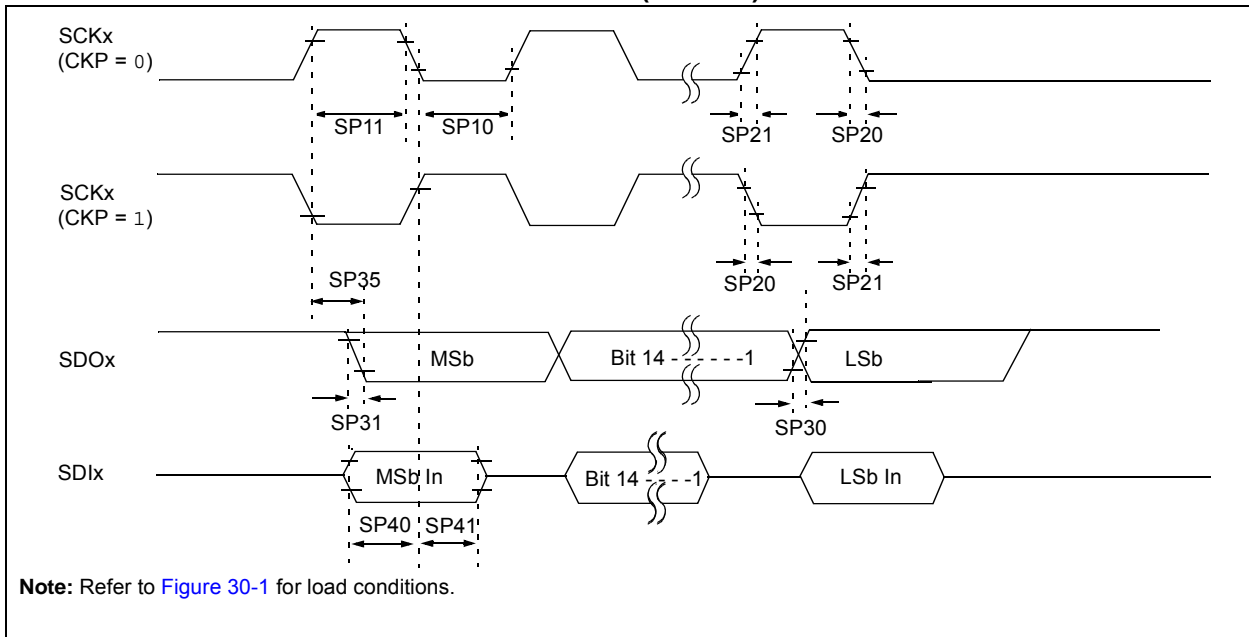 SCKx
(CKP = 0)
SP11
SP10
SP21
SP20
SCKx
(CKP = 1)
SP35
SP20
SP21
SDOx
MSb
Bit 14 - - - - - -1
LSb
SP31
SP30
SDIx
MSb In
Bit 14 - - - -1
LSb In
SP40
SP41
Note: Refer to Figure 30-1 for load conditions.